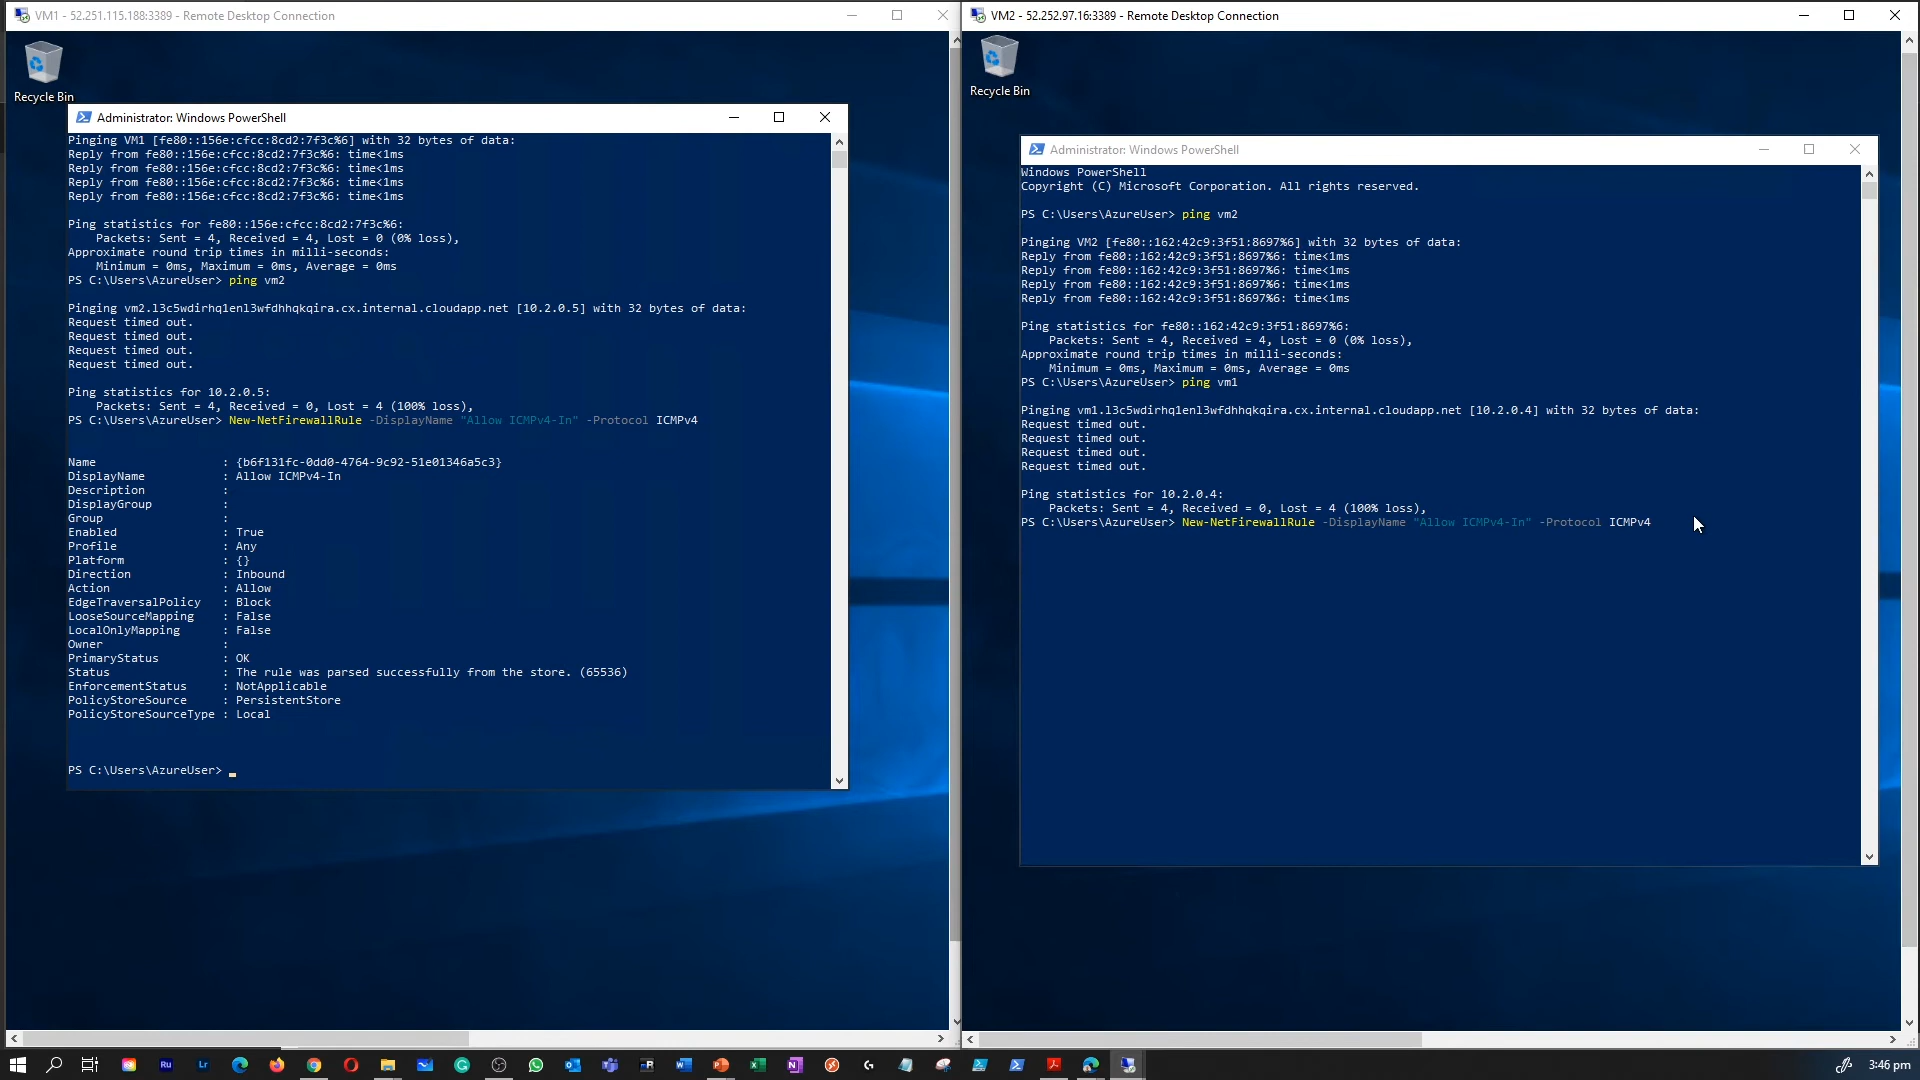 VM1 - 52.251.115.188:3389 - Remote Desktop Connection
Recycle Bin
Administrator: Windows PowerShell
Pinging VM1 [fe80::156e:cfcc:8cd2:7f3c%6] with 32 bytes of data:
Reply from fe80::156e:cfcc:8cd2:7f3c%6: time<1ms
Reply from fe80::156e:cfcc:8cd2:7f3c%6: time<1ms
Reply from fe80::156e:cfcc:8cd2:7f3c%6: time<1ms
Reply from fe80::156e:cfcc:8cd2:7f3c%6: time<1ms
Ping statistics for fe80::156e:cfcc:8cd2:7f3c%6:
Packets: Sent = 4, Received = 4, Lost = 0 (0% loss),
Approximate round trip times in milli-seconds:
Minimum = 0ms, Maximum = 0ms, Average = 0ms
PS C:\Users\AzureUser> ping vm2
Pinging vm2.l3c5wdirhq1enl3wfdhhqkqira.cx.internal.cloudapp.net [10.2.0.5] with 32 bytes of data:
Request timed out.
Request timed out.
Request timed out.
Request timed out.
Ping statistics for 10.2.0.5:
Packets: Sent = 4, Received = 0, Lost = 4 (100% loss),
PS C:\Users\AzureUser> New-NetFirewallRule -DisplayName "Allow ICMPv4-In" -Protocol ICMPv4
Name : {b6f131fc-0dd0-4764-9c92-51e01346a5c3}
DisplayName : Allow ICMPv4-In
Description :
DisplayGroup :
Group :
Enabled : True
Profile : Any
Platform : {}
Direction : Inbound
Action : Allow
EdgeTraversalPolicy : Block
LooseSourceMapping : False
LocalOnlyMapping : False
Owner :
PrimaryStatus : OK
Status : The rule was parsed successfully from the store. (65536)
EnforcementStatus : NotApplicable
PolicyStoreSource : PersistentStore
PolicyStoreSourceType : Local
PS C:\Users\AzureUser> _
VM2 - 52.252.97.16:3389 - Remote Desktop Connection
Recycle Bin
Administrator: Windows PowerShell
Windows PowerShell
Copyright (C) Microsoft Corporation. All rights reserved.
PS C:\Users\AzureUser> ping vm2
Pinging VM2 [fe80::162:42c9:3f51:8697%6] with 32 bytes of data:
Reply from fe80::162:42c9:3f51:8697%6: time<1ms
Reply from fe80::162:42c9:3f51:8697%6: time<1ms
Reply from fe80::162:42c9:3f51:8697%6: time<1ms
Reply from fe80::162:42c9:3f51:8697%6: time<1ms
Ping statistics for fe80::162:42c9:3f51:8697%6:
Packets: Sent = 4, Received = 4, Lost = 0 (0% loss),
Approximate round trip times in milli-seconds:
Minimum = 0ms, Maximum = 0ms, Average = 0ms
PS C:\Users\AzureUser> ping vm1
Pinging vm1.l3c5wdirhq1enl3wfdhhqkqira.cx.internal.cloudapp.net [10.2.0.4] with 32 bytes of data:
Request timed out.
Request timed out.
Request timed out.
Request timed out.
Ping statistics for 10.2.0.4:
Packets: Sent = 4, Received = 0, Lost = 4 (100% loss),
PS C:\Users\AzureUser> New-NetFirewallRule -DisplayName "Allow ICMPv4-In" -Protocol ICMPv4
Ru
Lr
3:46 pm